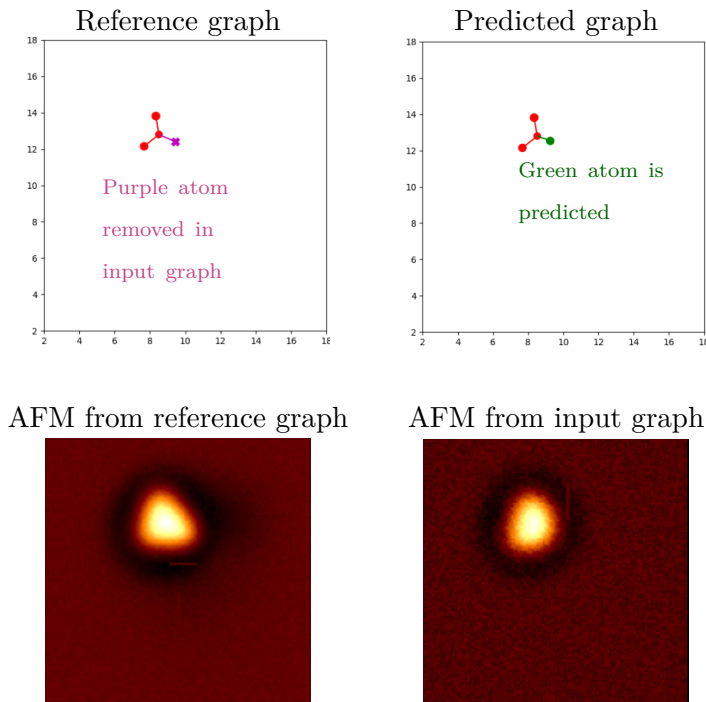 Reference graph
Predicted graph
18
16
14
12
10
8
6
4
2
2 4 6 8 10 12 14 16 18
Purple atom
removed in
input graph
18
16
14
12
10
8
6
4
2
2 4 6 8 10 12 14 16 18
Green atom is
predicted
AFM from reference graph
AFM from input graph